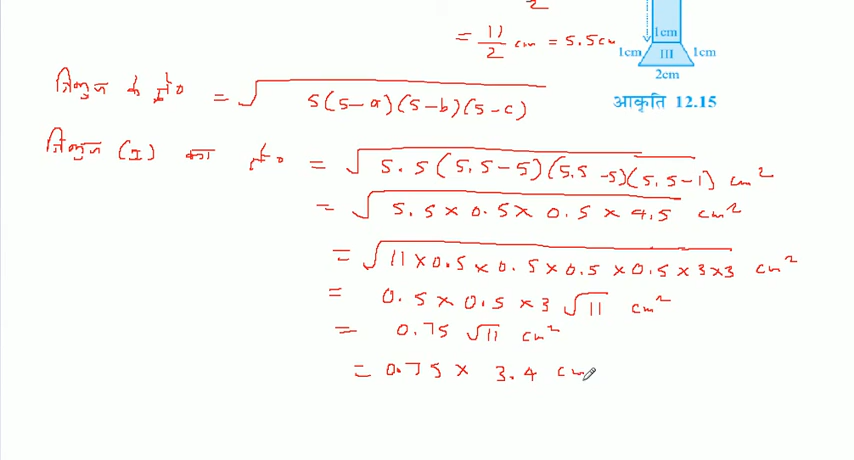 2
= 11/2 cm = 5.5cm
1cm
1cm III 1cm
2cm
आकृति 12.15
त्रिभुज के क्षे० = √s(s-a)(s-b)(s-c)
त्रिभुज (I) का क्षे० = √5.5(5.5-5)(5.5-5)(5.5-1) cm²
= √5.5×0.5×0.5×4.5 cm²
= √11×0.5×0.5×0.5×0.5×3×3 cm²
= 0.5×0.5×3√11 cm²
= 0.75√11 cm²
= 0.75× 3.4 cm